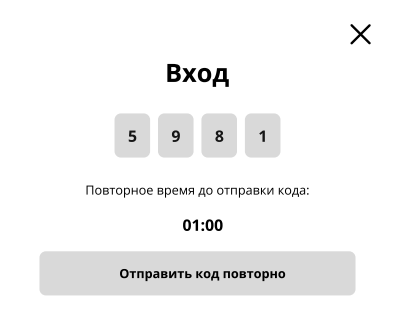 Вход
5 9 8 1
Повторное время до отправки кода:
01:00
Отправить код повторно